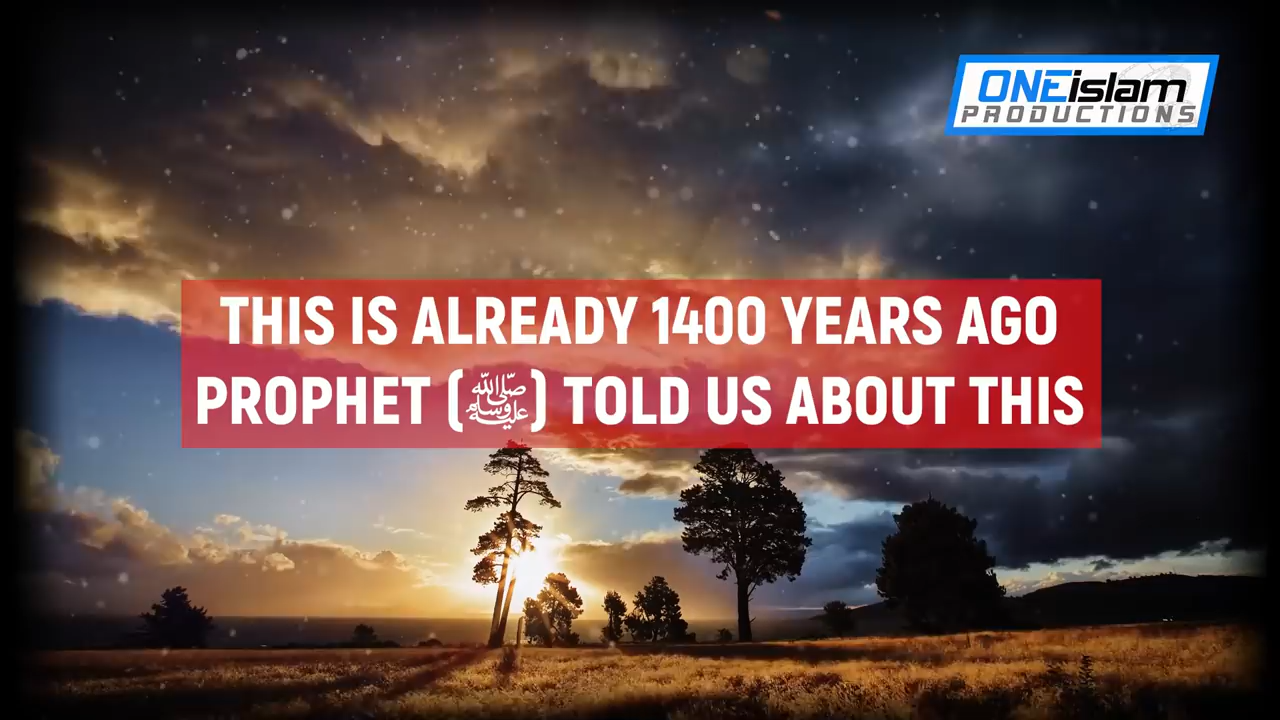 ONEislam
PRODUCTIONS
THIS IS ALREADY 1400 YEARS AGO
PROPHET (ﷺ) TOLD US ABOUT THIS